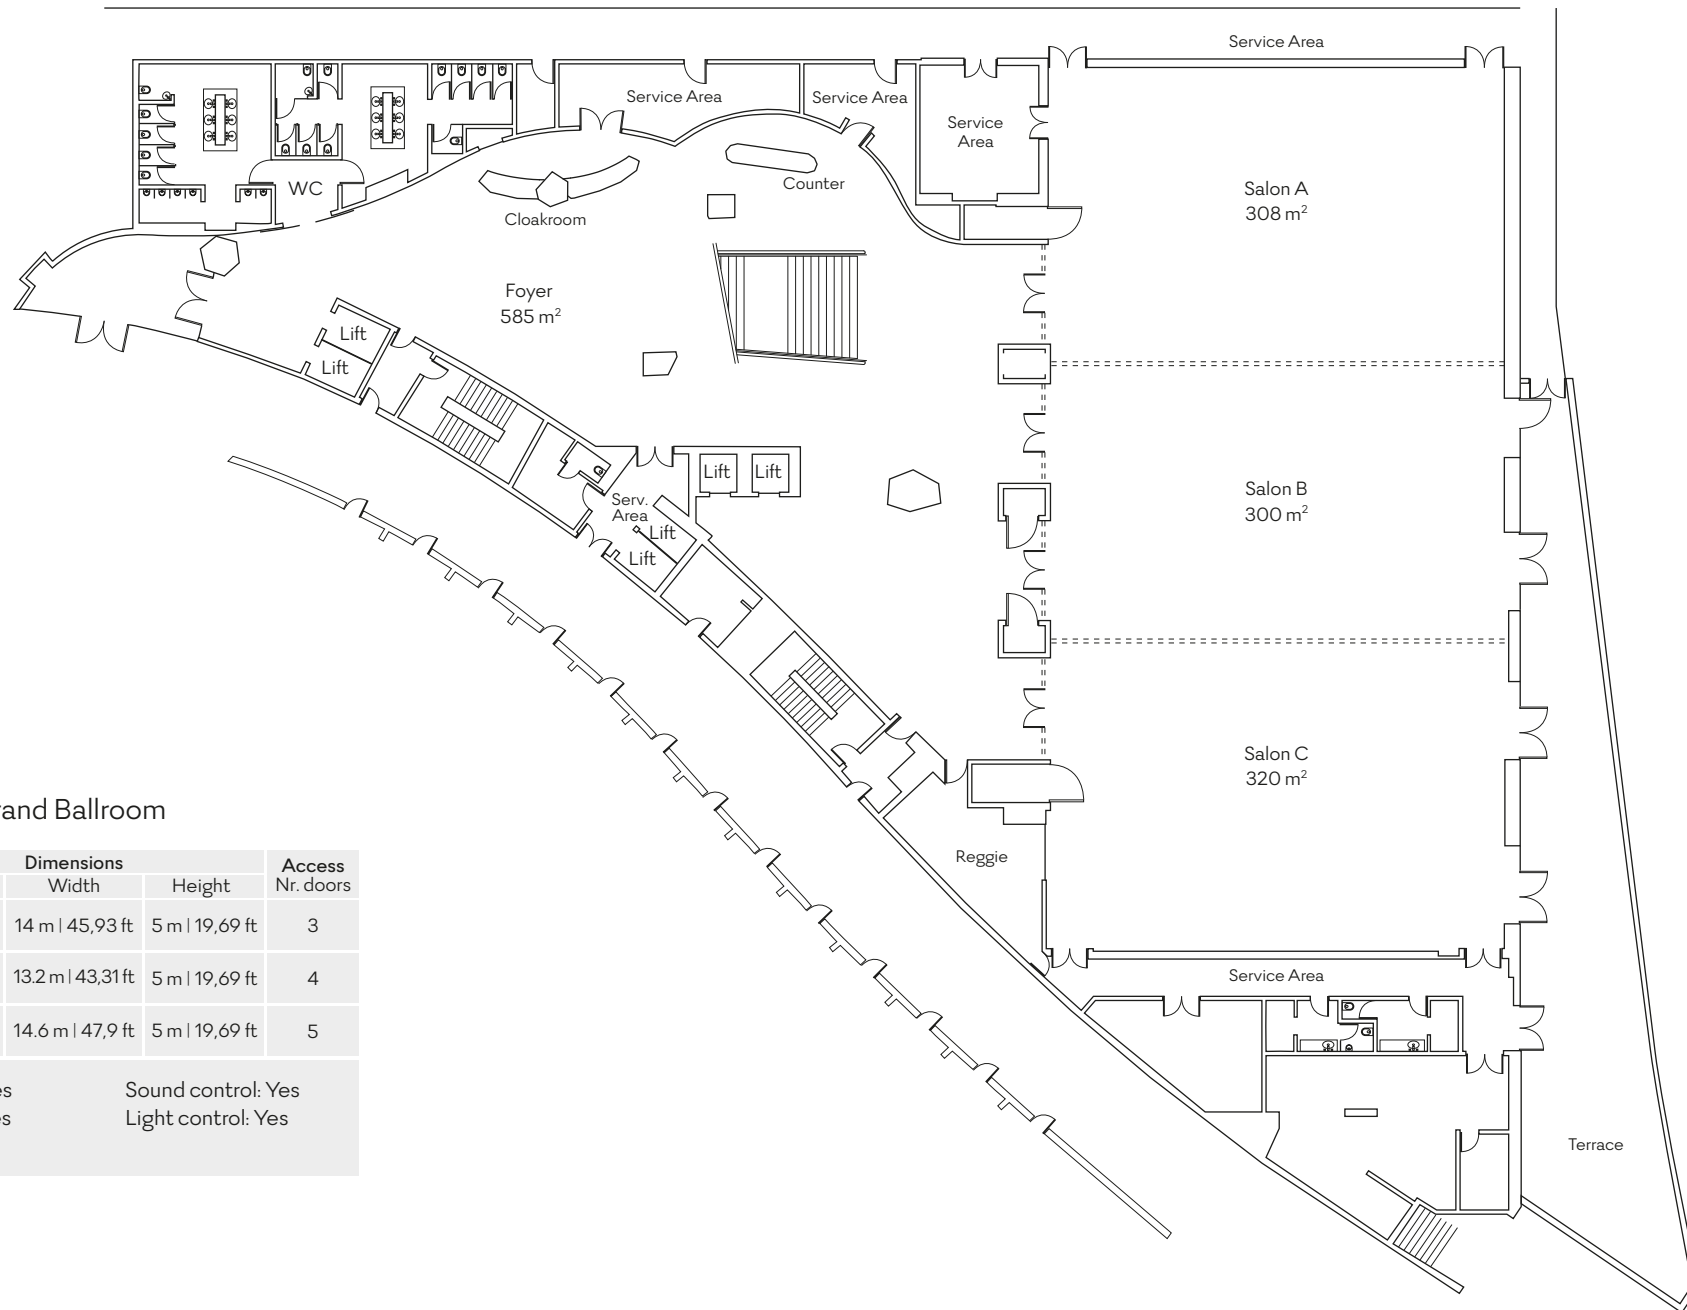 Service Area
Service Area
Service Area
Service
Area
WC
Counter
Cloakroom
Salon A
308 m²
Foyer
585 m²
Lift
Lift
Lift
Lift
Serv.
Area
Lift
Lift
Salon B
300 m²
Salon C
320 m²
Reggie
Service Area
Terrace
and Ballroom
Dimensions
Access
Width
Height
Nr. doors
14 m | 45,93 ft
5 m | 19,69 ft
3
13.2 m | 43,31 ft
5 m | 19,69 ft
4
14.6 m | 47,9 ft
5 m | 19,69 ft
5
Sound control: Yes
Light control: Yes